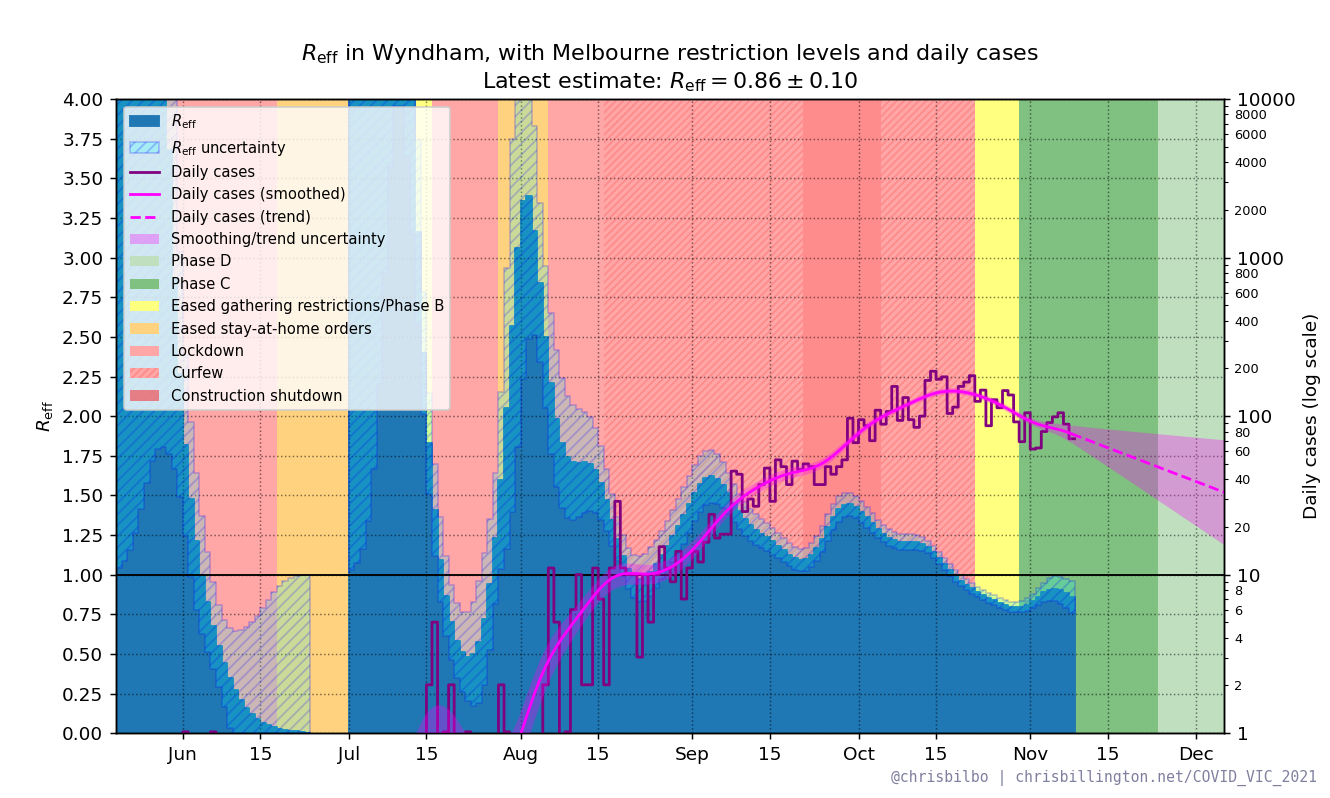 Reff in Wyndham, with Melbourne restriction levels and daily cases
Latest estimate: Reff = 0.86 ± 0.10
Reff
4.00
3.75
3.50
3.25
3.00
2.75
2.50
2.25
2.00
1.75
1.50
1.25
1.00
0.75
0.50
0.25
0.00
Reff
Reff uncertainty
Daily cases
Daily cases (smoothed)
Daily cases (trend)
Smoothing/trend uncertainty
Phase D
Phase C
Eased gathering restrictions/Phase B
Eased stay-at-home orders
Lockdown
Curfew
Construction shutdown
10000
8000
6000
4000
2000
1000
800
600
400
200
100
80
60
40
20
10
8
6
4
2
1
Daily cases (log scale)
Jun 15 Jul 15 Aug 15 Sep 15 Oct 15 Nov 15 Dec
@chrisbilbo | chrisbillington.net/COVID_VIC_2021